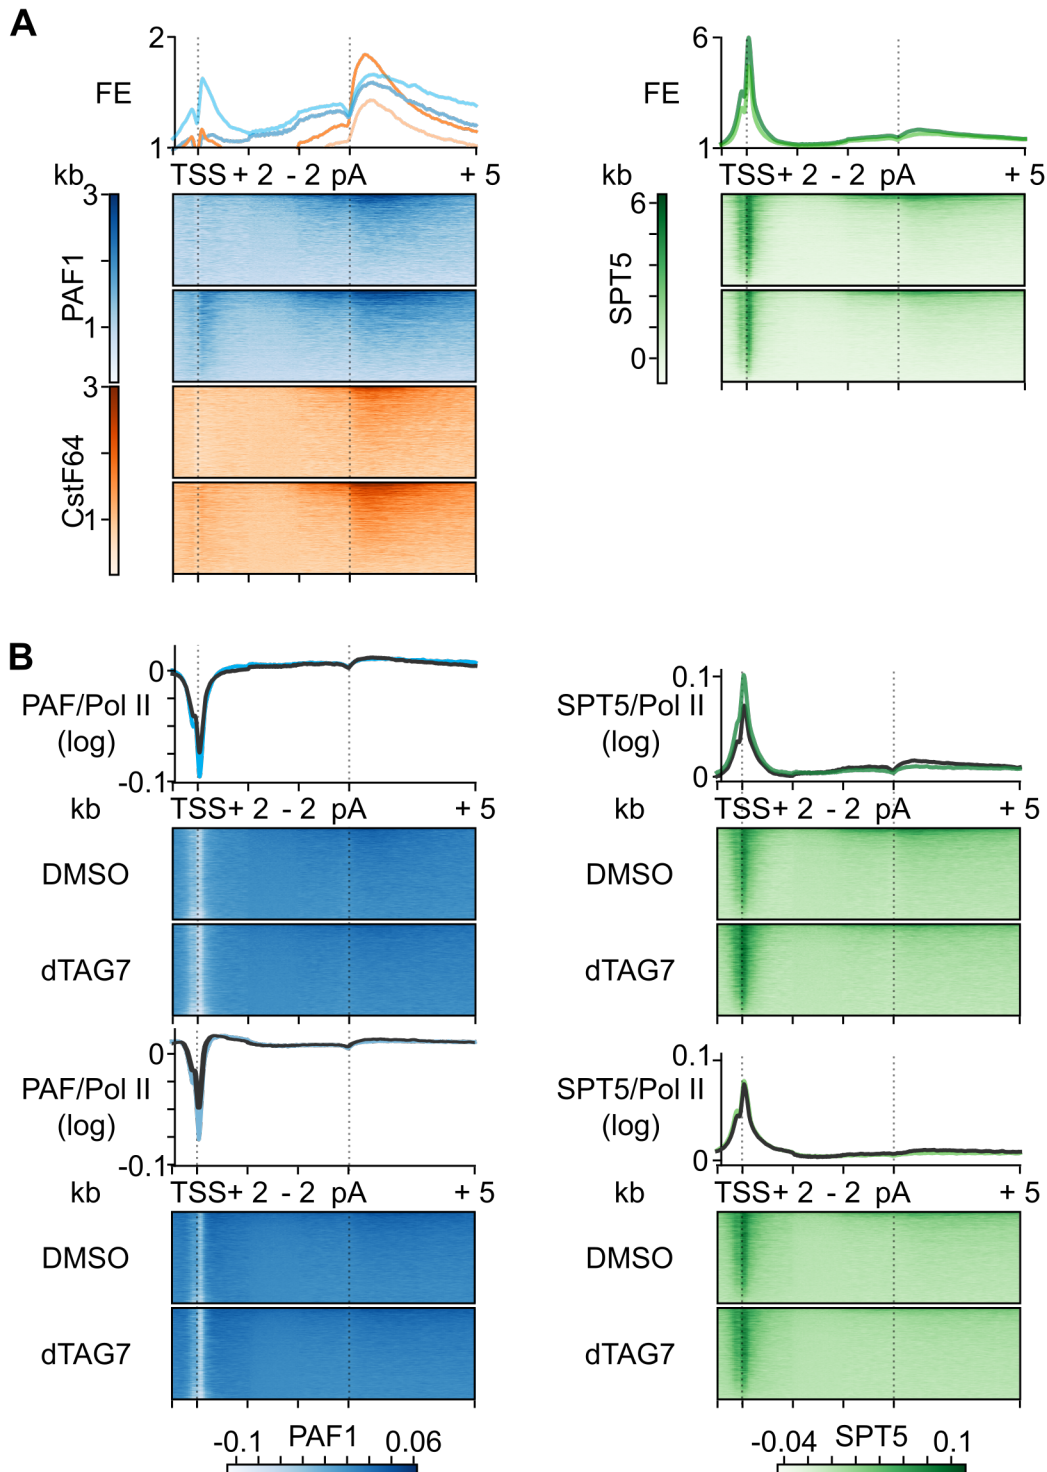 A
2
FE
1
kb
TSS + 2 - 2 pA + 5
3
PAF1
1
3
CstF64
1
6
FE
1
kb
TSS + 2 - 2 pA + 5
6
SPT5
0
B
0
PAF/Pol II
(log)
-0.1
kb
TSS + 2 - 2 pA + 5
DMSO
dTAG7
0.1
SPT5/Pol II
(log)
0
TSS + 2 - 2 pA + 5
0
PAF/Pol II
(log)
-0.1
kb
TSS + 2 - 2 pA + 5
DMSO
dTAG7
-0.1 PAF1 0.06
kb
DMSO
dTAG7
0.1
SPT5/Pol II
(log)
0
kb
TSS + 2 - 2 pA + 5
DMSO
dTAG7
-0.04 SPT5 0.1